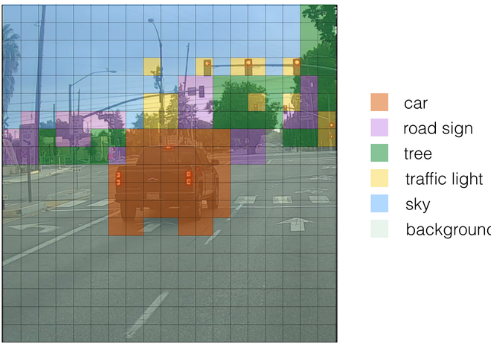 car
road sign
tree
traffic light
sky
background